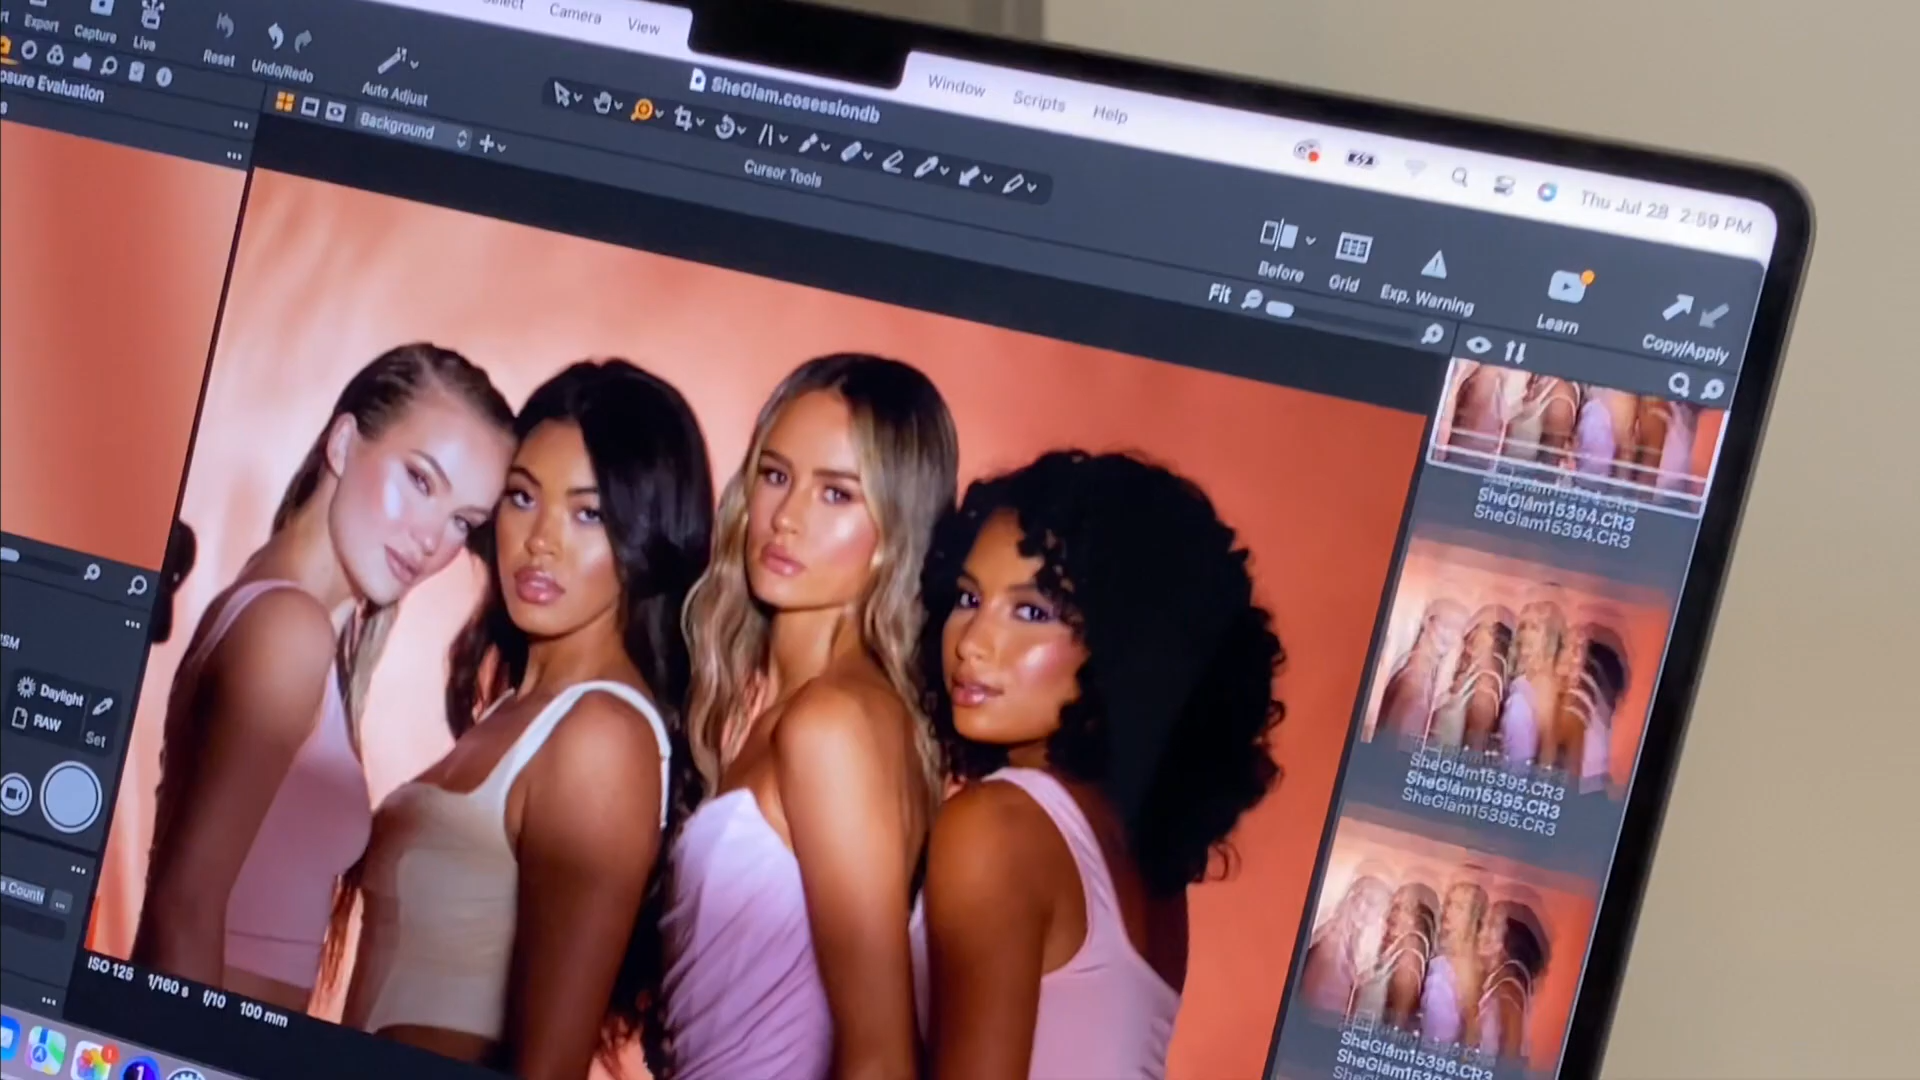 Select Camera View
Window Scripts Help
Thu Jul 28 2:59 PM
Export Capture Live
Reset Undo/Redo
Auto Adjust
SheGlam.cosessiondb
Cursor Tools
Before Grid Exp. Warning
Learn
Copy/Apply
Background
Fit
Daylight
RAW
Set
ISO 125 1/160 s f/10 100 mm
SheGlam15394.CR3
SheGlam15394.CR3
SheGlam15395.CR3
SheGlam15395.CR3
SheGlam15395.CR3
SheGlam15396.CR3